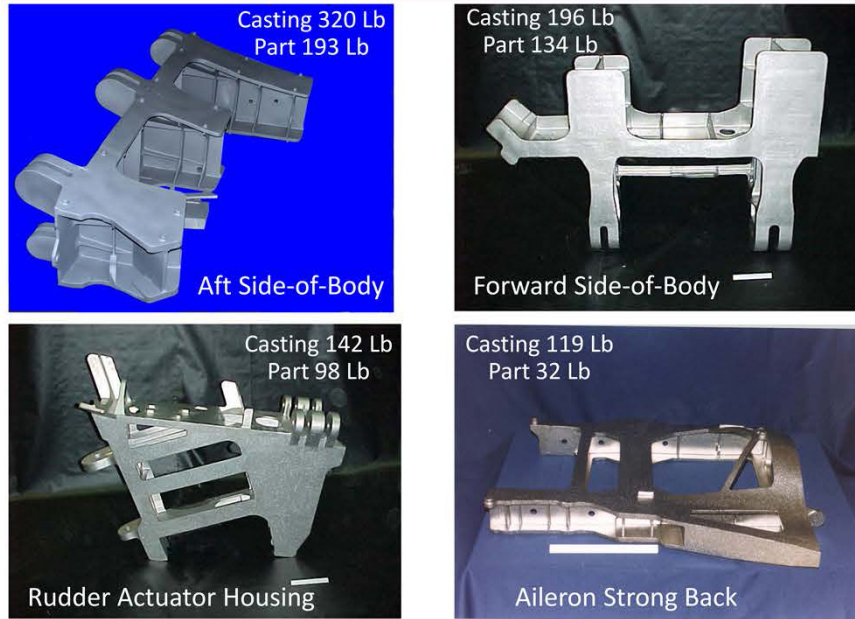 Casting 320 Lb
Part 193 Lb
Aft Side-of-Body
Casting 196 Lb
Part 134 Lb
Forward Side-of-Body
Casting 142 Lb
Part 98 Lb
Rudder Actuator Housing
Casting 119 Lb
Part 32 Lb
Aileron Strong Back